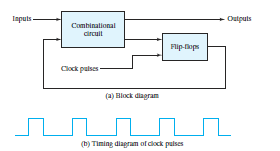 Inputs
Outputs
Combinational
circuit
Flip-flops
Clock pulses
(a) Block diagram
(b) Timing diagram of clock pulses